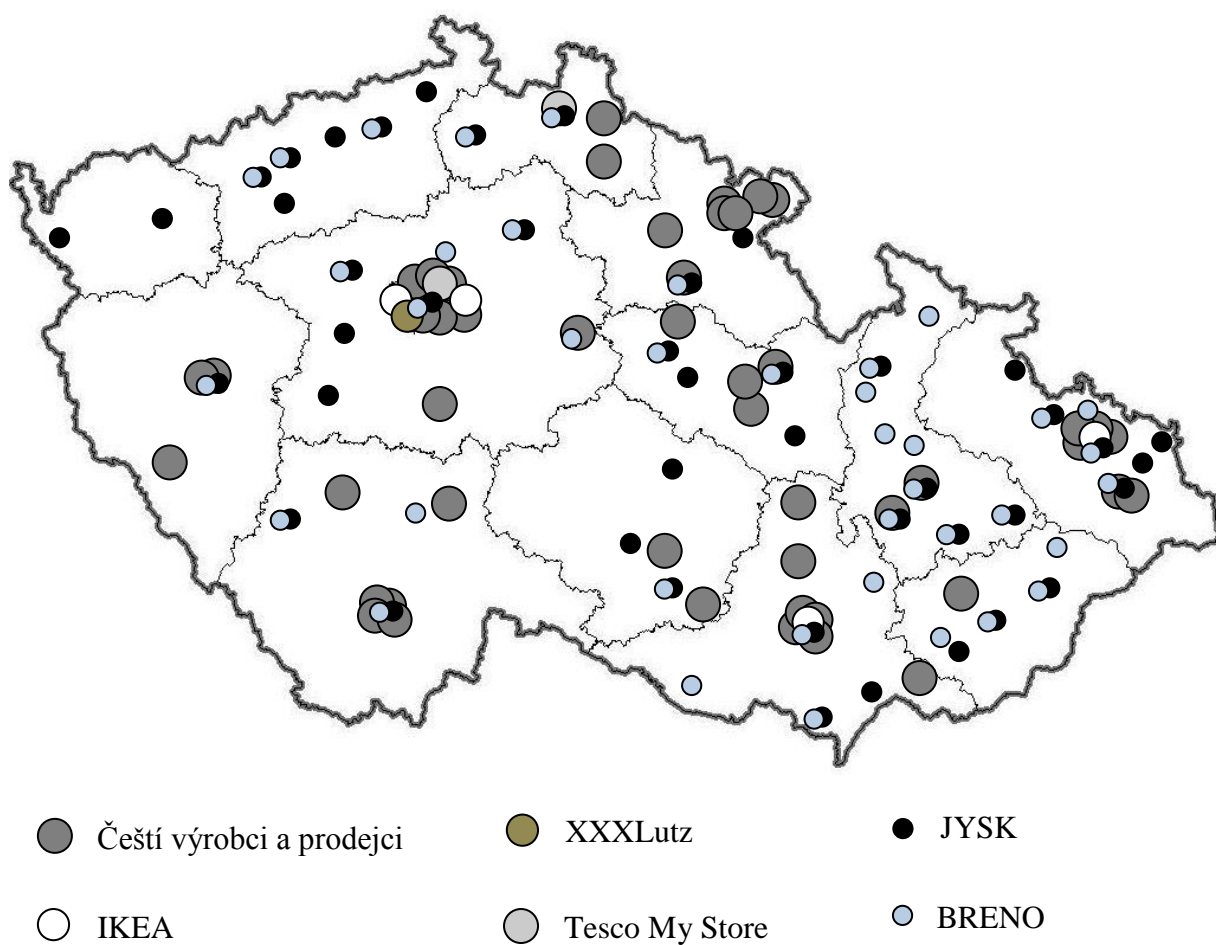 Čeští výrobci a prodejci
XXXLutz
JYSK
IKEA
Tesco My Store
BRENO